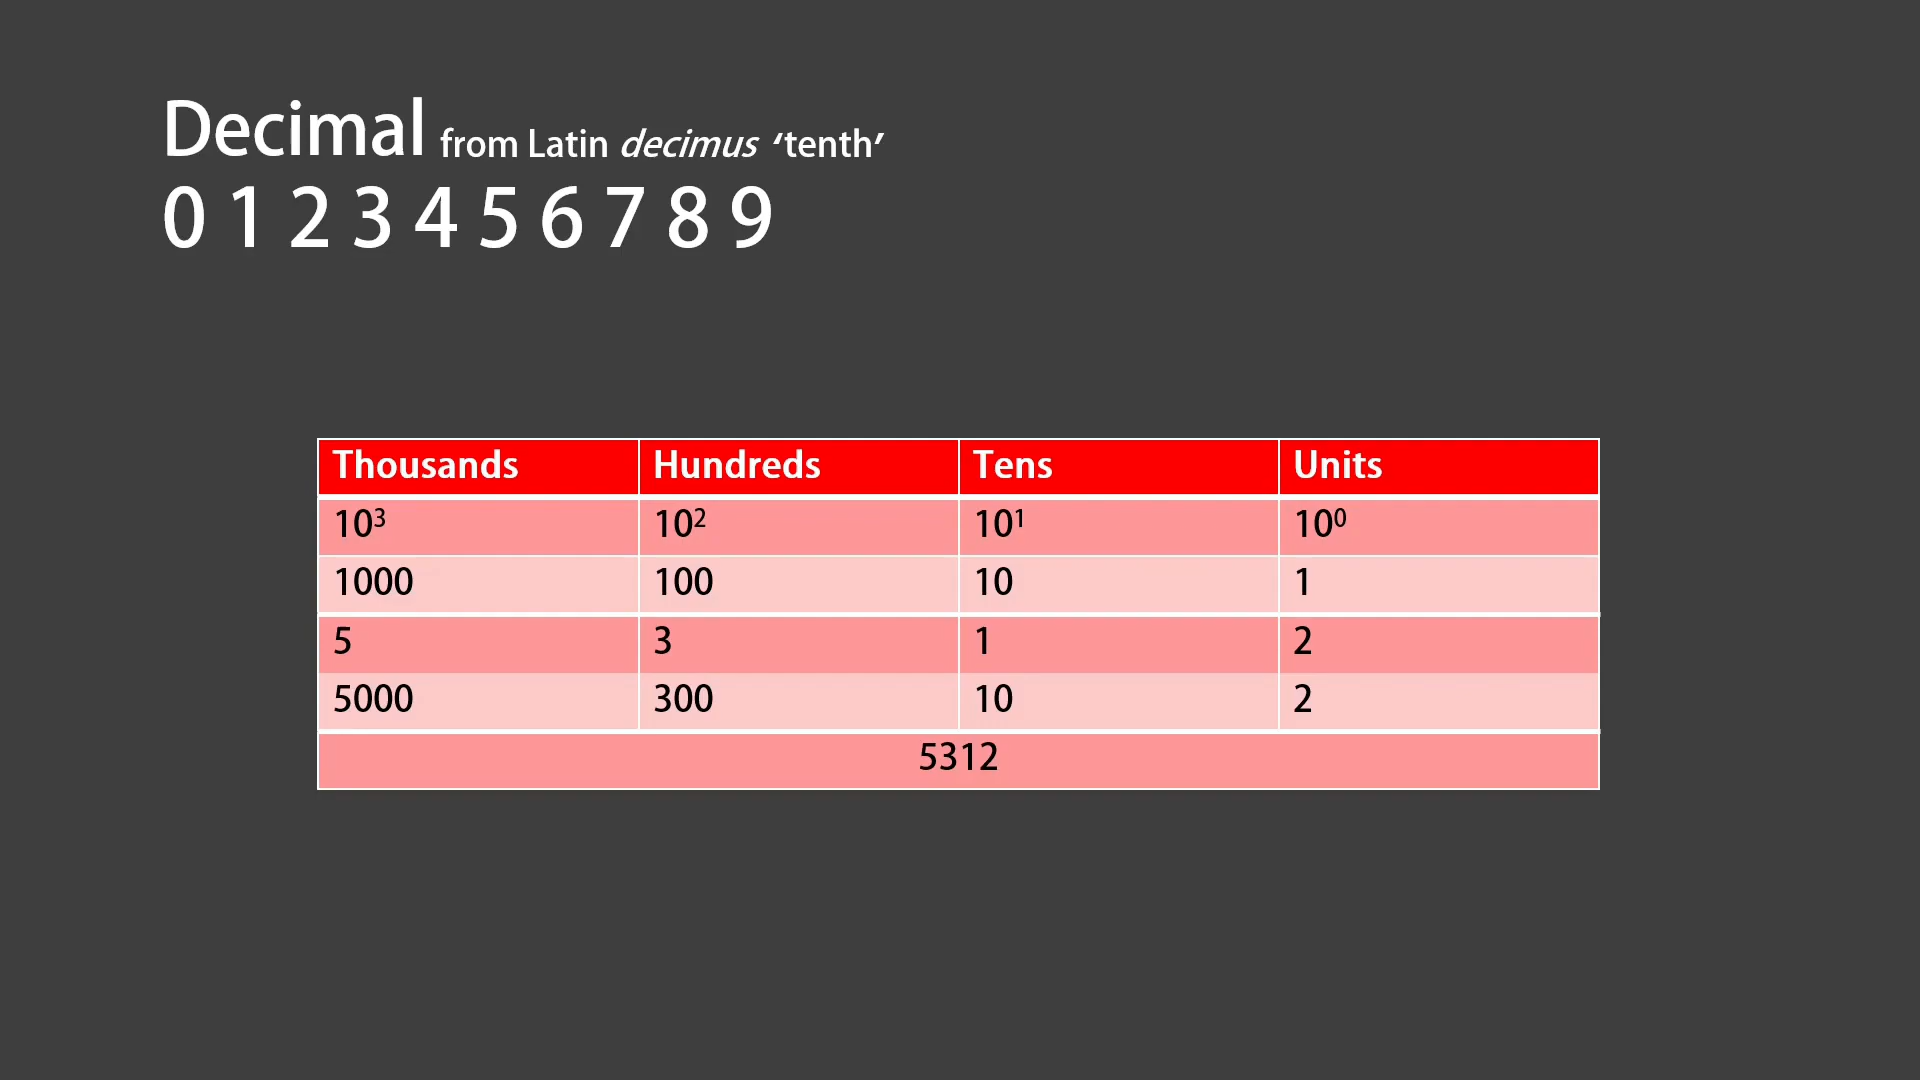 Decimal from Latin decimus ‘tenth’
0 1 2 3 4 5 6 7 8 9
Thousands Hundreds Tens Units
10³ 10² 10¹ 10⁰
1000 100 10 1
5 3 1 2
5000 300 10 2
5312